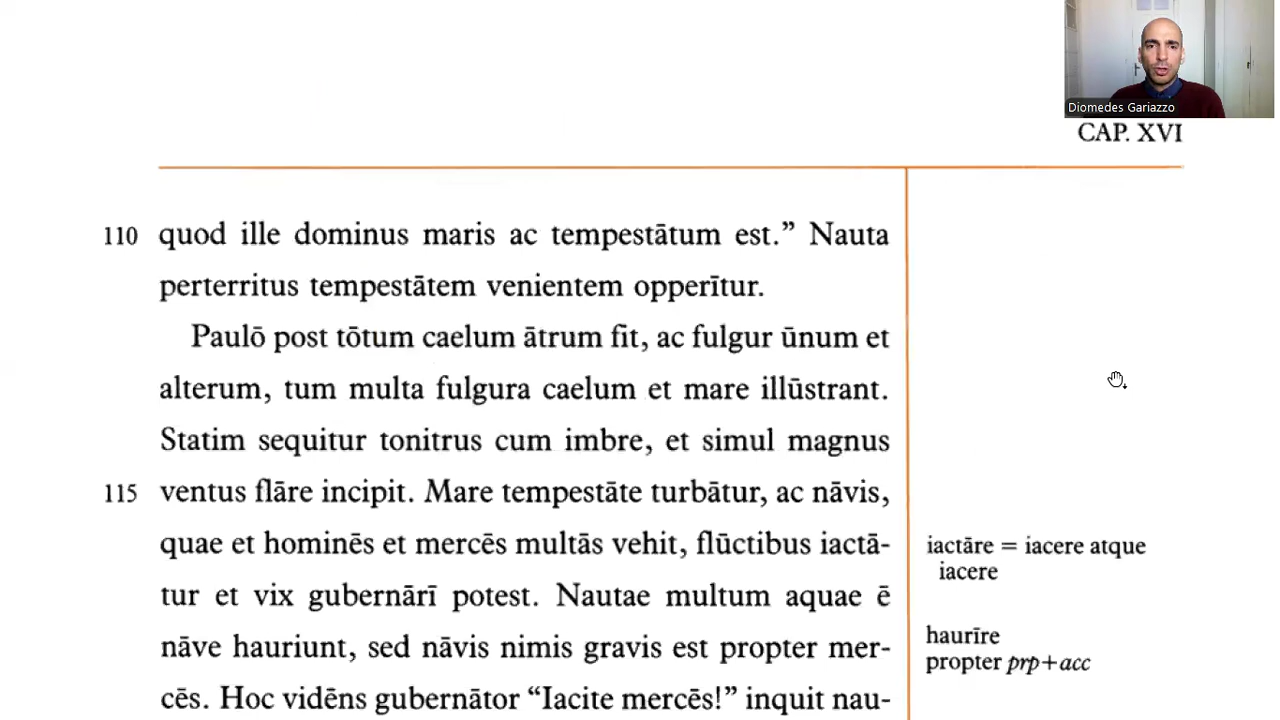 Diomedes Gariazzo
CAP. XVI
110 quod ille dominus maris ac tempestātum est.” Nauta
perterritus tempestātem venientem opperītur.
Paulō post tōtum caelum ātrum fit, ac fulgur ūnum et
alterum, tum multa fulgura caelum et mare illūstrant.
Statim sequitur tonitrus cum imbre, et simul magnus
115 ventus flāre incipit. Mare tempestāte turbātur, ac nāvis,
quae et hominēs et mercēs multās vehit, flūctibus iactā-
tur et vix gubernārī potest. Nautae multum aquae ē
nāve hauriunt, sed nāvis nimis gravis est propter mer-
cēs. Hoc vidēns gubernātor “Iacite mercēs!” inquit nau-
iactāre = iacere atque
iacere
haurīre
propter prp+acc